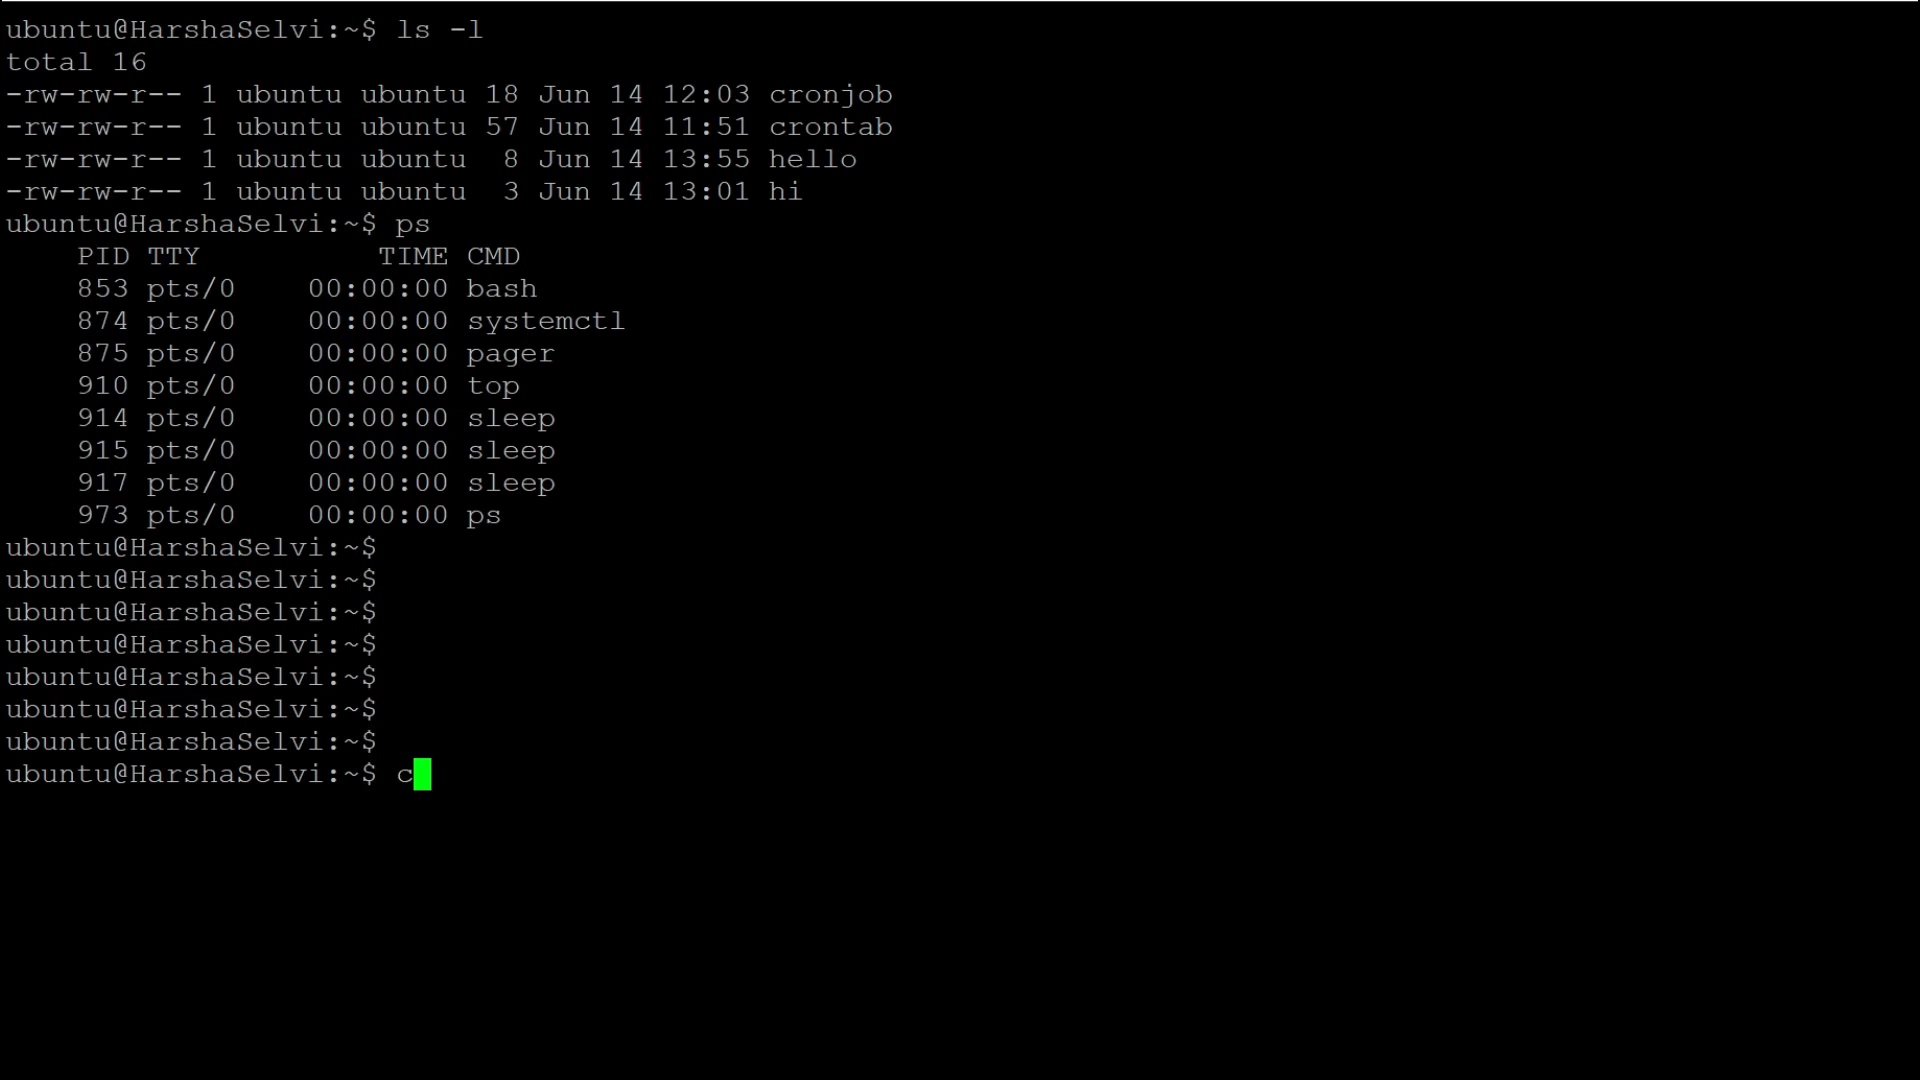 ubuntu@HarshaSelvi:~$ ls -l
total 16
-rw-rw-r-- 1 ubuntu ubuntu 18 Jun 14 12:03 cronjob
-rw-rw-r-- 1 ubuntu ubuntu 57 Jun 14 11:51 crontab
-rw-rw-r-- 1 ubuntu ubuntu  8 Jun 14 13:55 hello
-rw-rw-r-- 1 ubuntu ubuntu  3 Jun 14 13:01 hi
ubuntu@HarshaSelvi:~$ ps
    PID TTY          TIME CMD
    853 pts/0    00:00:00 bash
    874 pts/0    00:00:00 systemctl
    875 pts/0    00:00:00 pager
    910 pts/0    00:00:00 top
    914 pts/0    00:00:00 sleep
    915 pts/0    00:00:00 sleep
    917 pts/0    00:00:00 sleep
    973 pts/0    00:00:00 ps
ubuntu@HarshaSelvi:~$
ubuntu@HarshaSelvi:~$
ubuntu@HarshaSelvi:~$
ubuntu@HarshaSelvi:~$
ubuntu@HarshaSelvi:~$
ubuntu@HarshaSelvi:~$
ubuntu@HarshaSelvi:~$
ubuntu@HarshaSelvi:~$ c